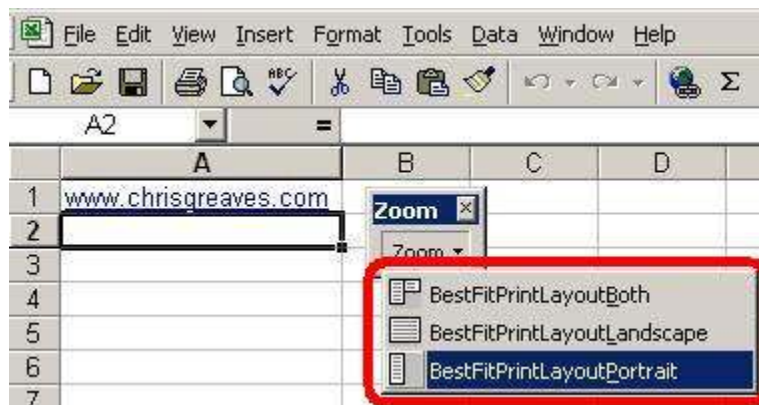 File Edit View Insert Format Tools Data Window Help
ABC Σ
A2 =
A B C D
1 www.chrisgreaves.com
Zoom
2
Zoom
3
4 BestFitPrintLayoutBoth
5 BestFitPrintLayoutLandscape
6 BestFitPrintLayoutPortrait
7